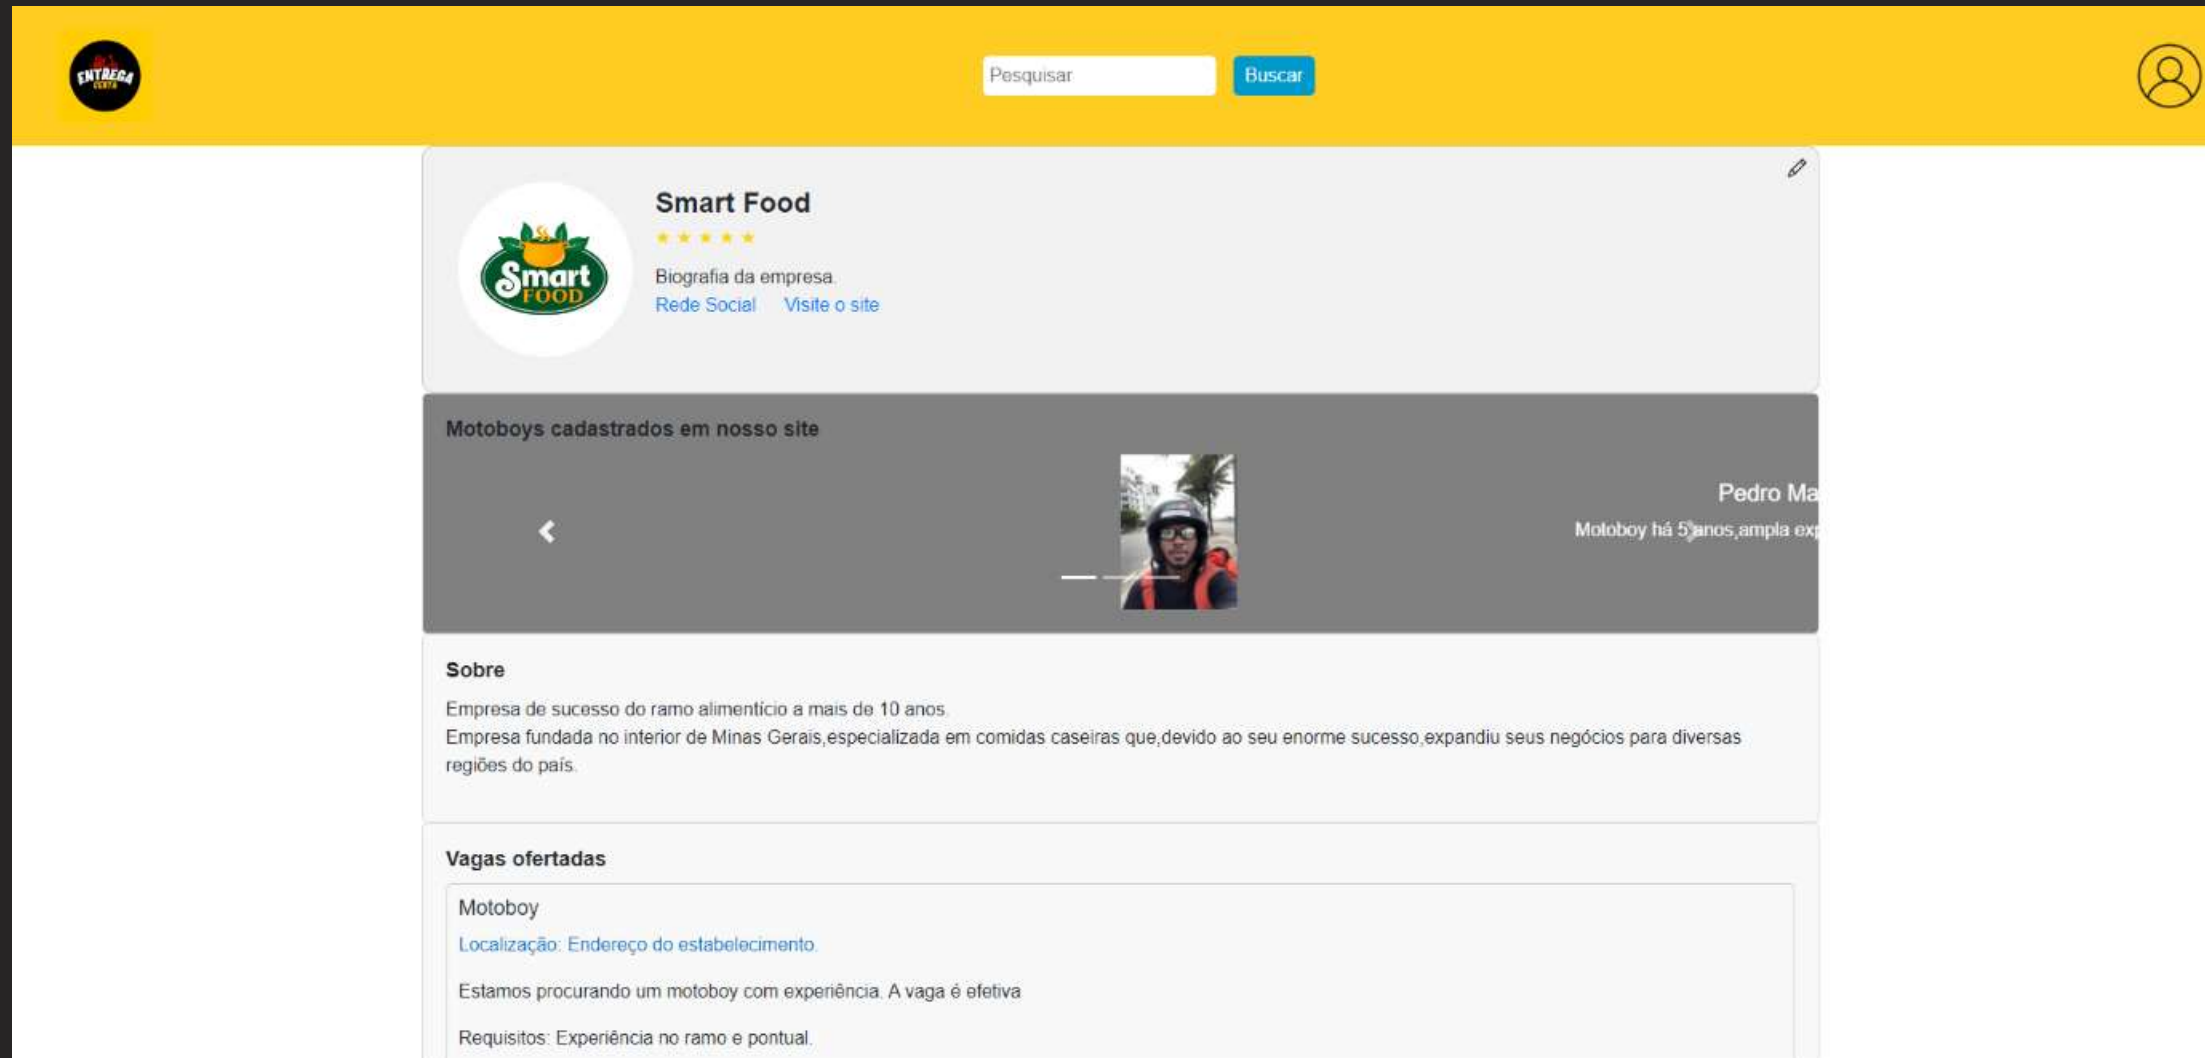 ENTREGA
CERTA
Pesquisar
Buscar
Smart Food
Smart
FOOD
Biografia da empresa.
Rede Social Visite o site
Motoboys cadastrados em nosso site
Pedro Ma
Motoboy há 5 anos,ampla exp
Sobre
Empresa de sucesso do ramo alimentício a mais de 10 anos.
Empresa fundada no interior de Minas Gerais,especializada em comidas caseiras que,devido ao seu enorme sucesso,expandiu seus negócios para diversas
regiões do país.
Vagas ofertadas
Motoboy
Localização: Endereço do estabelecimento.
Estamos procurando um motoboy com experiência. A vaga é efetiva
Requisitos: Experiência no ramo e pontual.